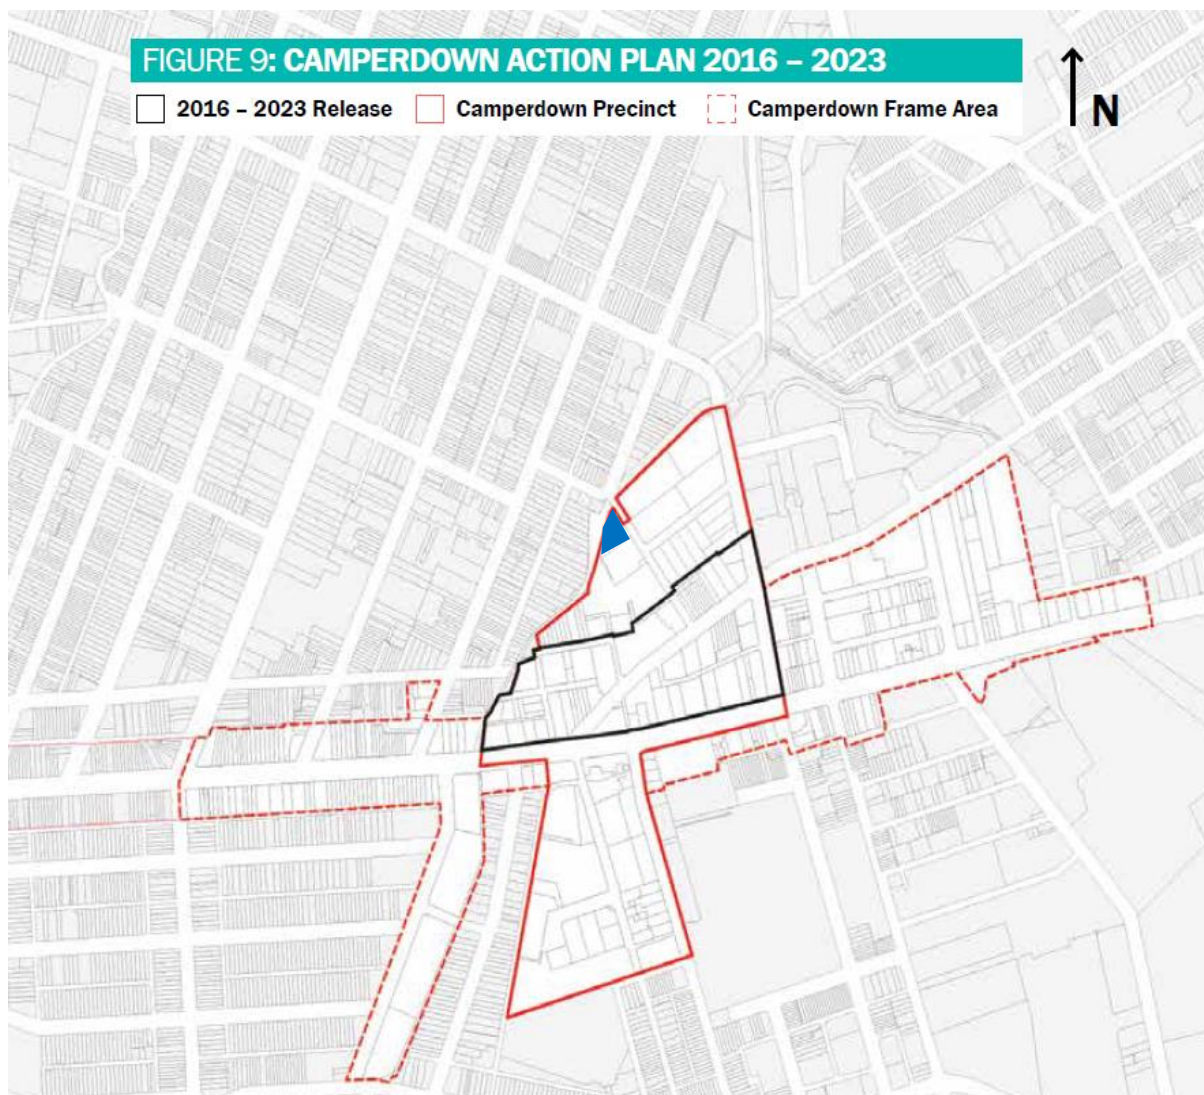 FIGURE 9: CAMPERDOWN ACTION PLAN 2016 – 2023
2016 – 2023 Release Camperdown Precinct Camperdown Frame Area
N